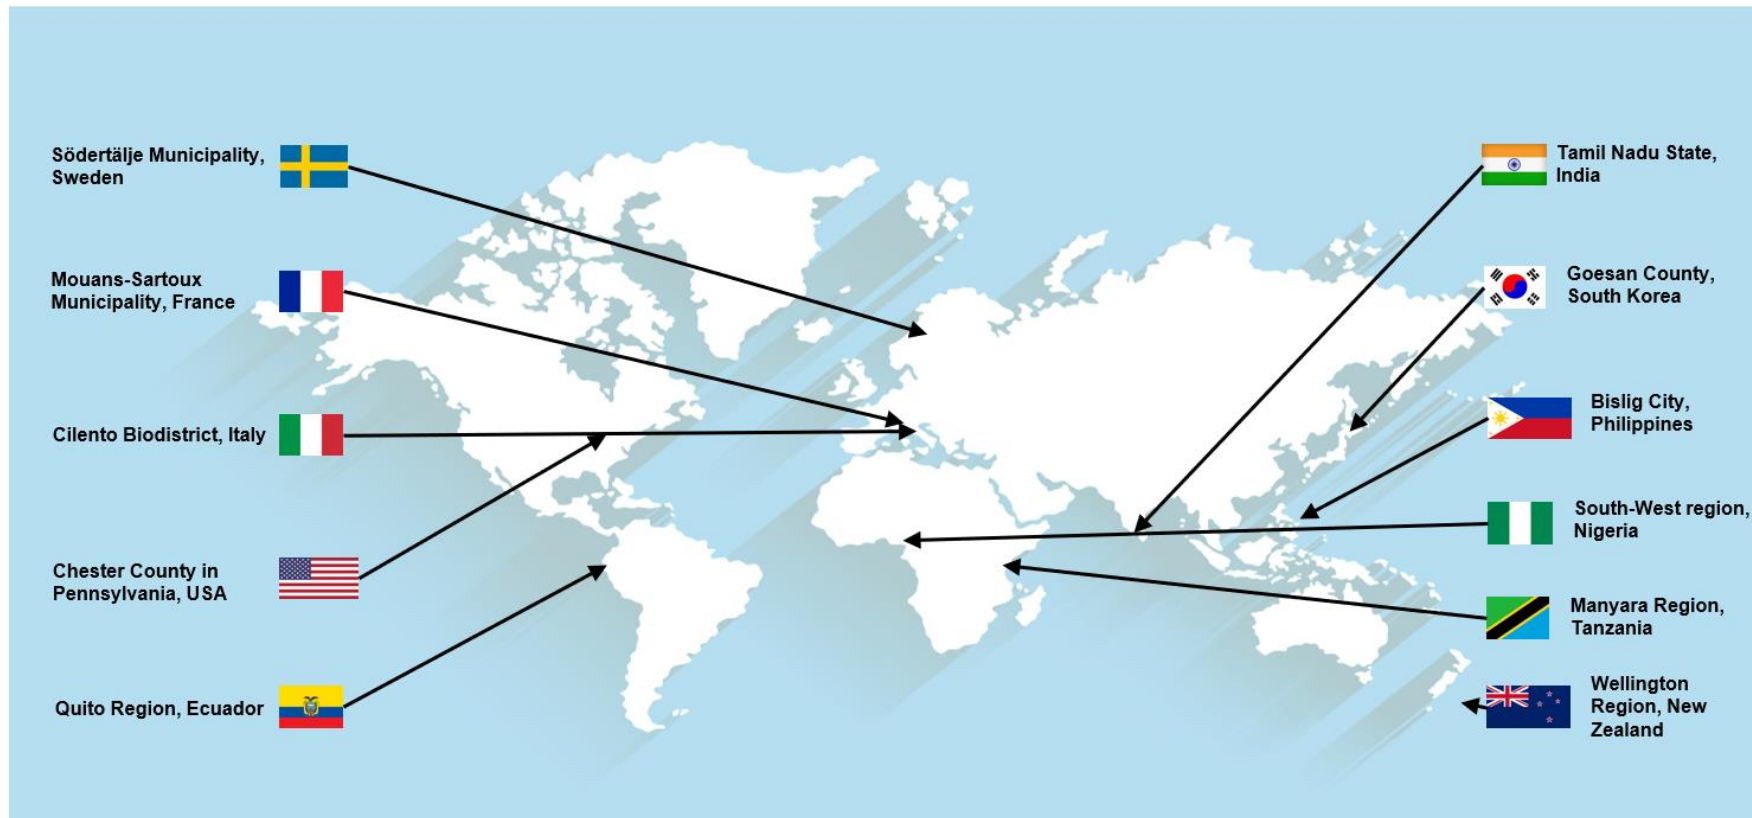 Södertälje Municipality,
Sweden
Mouans-Sartoux
Municipality, France
Cilento Biodistrict, Italy
Chester County in
Pennsylvania, USA
Quito Region, Ecuador
Tamil Nadu State,
India
Goesan County,
South Korea
Bislig City,
Philippines
South-West region,
Nigeria
Manyara Region,
Tanzania
Wellington
Region, New
Zealand